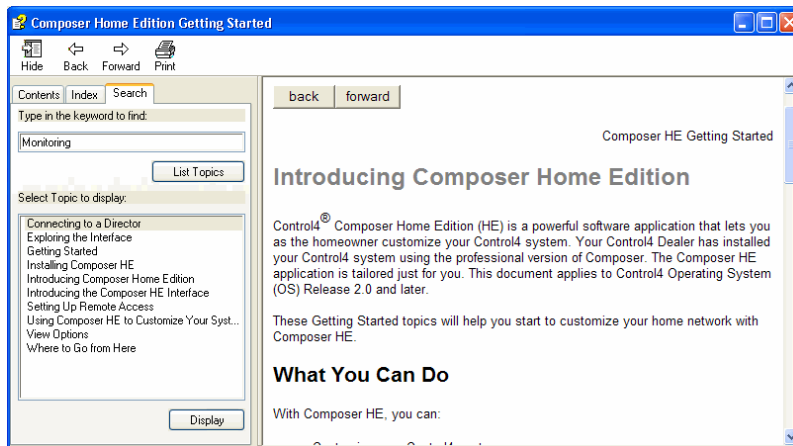 Composer Home Edition Getting Started
Hide Back Forward Print
Contents Index Search
Type in the keyword to find:
Monitoring
List Topics
Select Topic to display:
Connecting to a Director
Exploring the Interface
Getting Started
Installing Composer HE
Introducing Composer Home Edition
Introducing the Composer HE Interface
Setting Up Remote Access
Using Composer HE to Customize Your Syst...
View Options
Where to Go from Here
Display
back forward
Composer HE Getting Started
Introducing Composer Home Edition
Control4® Composer Home Edition (HE) is a powerful software application that lets you
as the homeowner customize your Control4 system. Your Control4 Dealer has installed
your Control4 system using the professional version of Composer. The Composer HE
application is tailored just for you. This document applies to Control4 Operating System
(OS) Release 2.0 and later.
These Getting Started topics will help you start to customize your home network with
Composer HE.
What You Can Do
With Composer HE, you can: